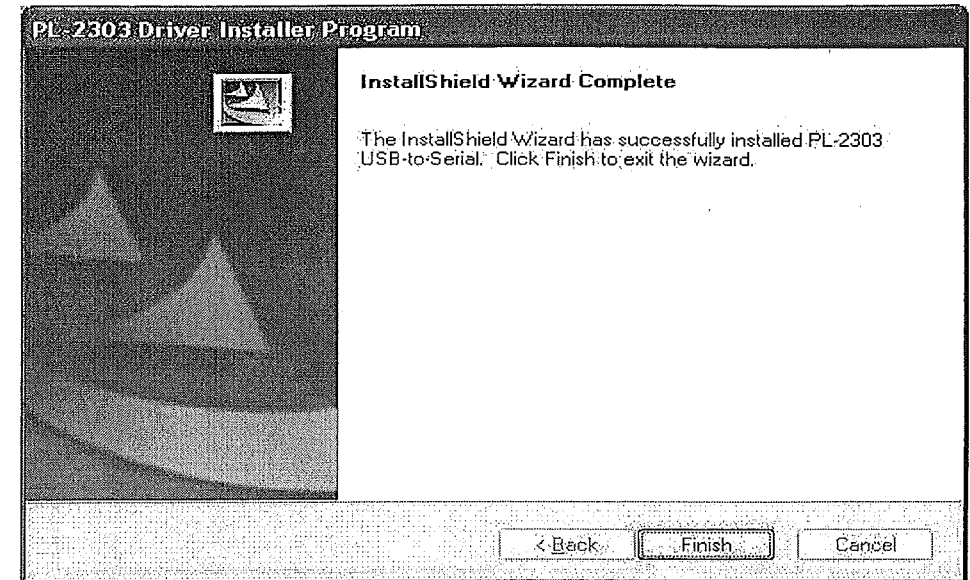 PL-2303 Driver Installer Program
InstallShield Wizard Complete
The InstallShield Wizard has successfully installed PL-2303
USB-to-Serial. Click Finish to exit the wizard.
< Back
Finish
Cancel